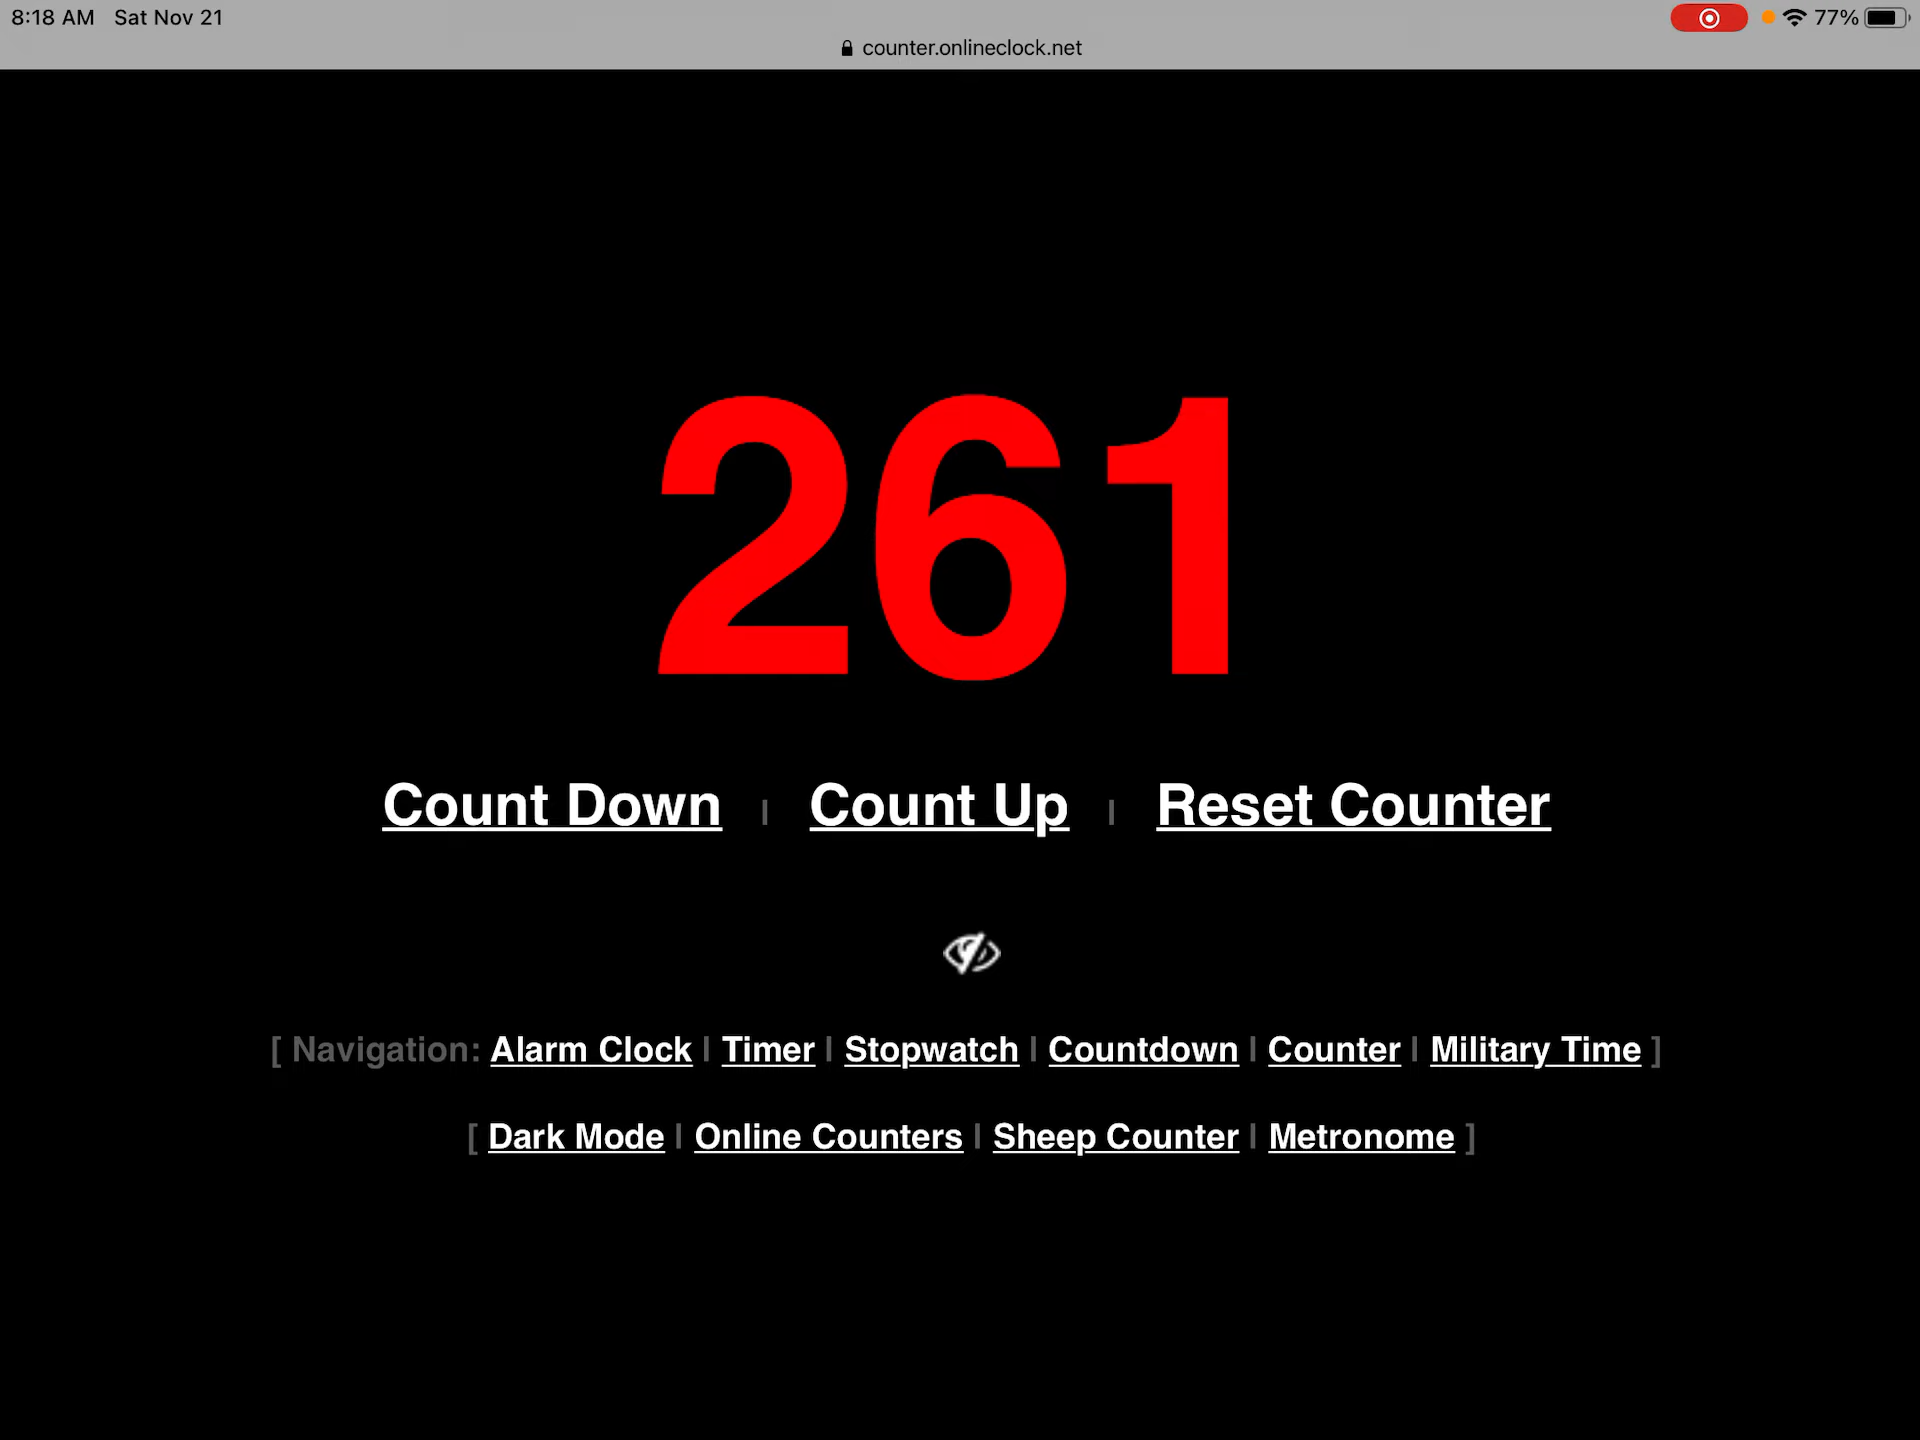 8:18 AM Sat Nov 21
77%
counter.onlineclock.net
261
Count Down | Count Up | Reset Counter
[ Navigation: Alarm Clock | Timer | Stopwatch | Countdown | Counter | Military Time ]
[ Dark Mode | Online Counters | Sheep Counter | Metronome ]